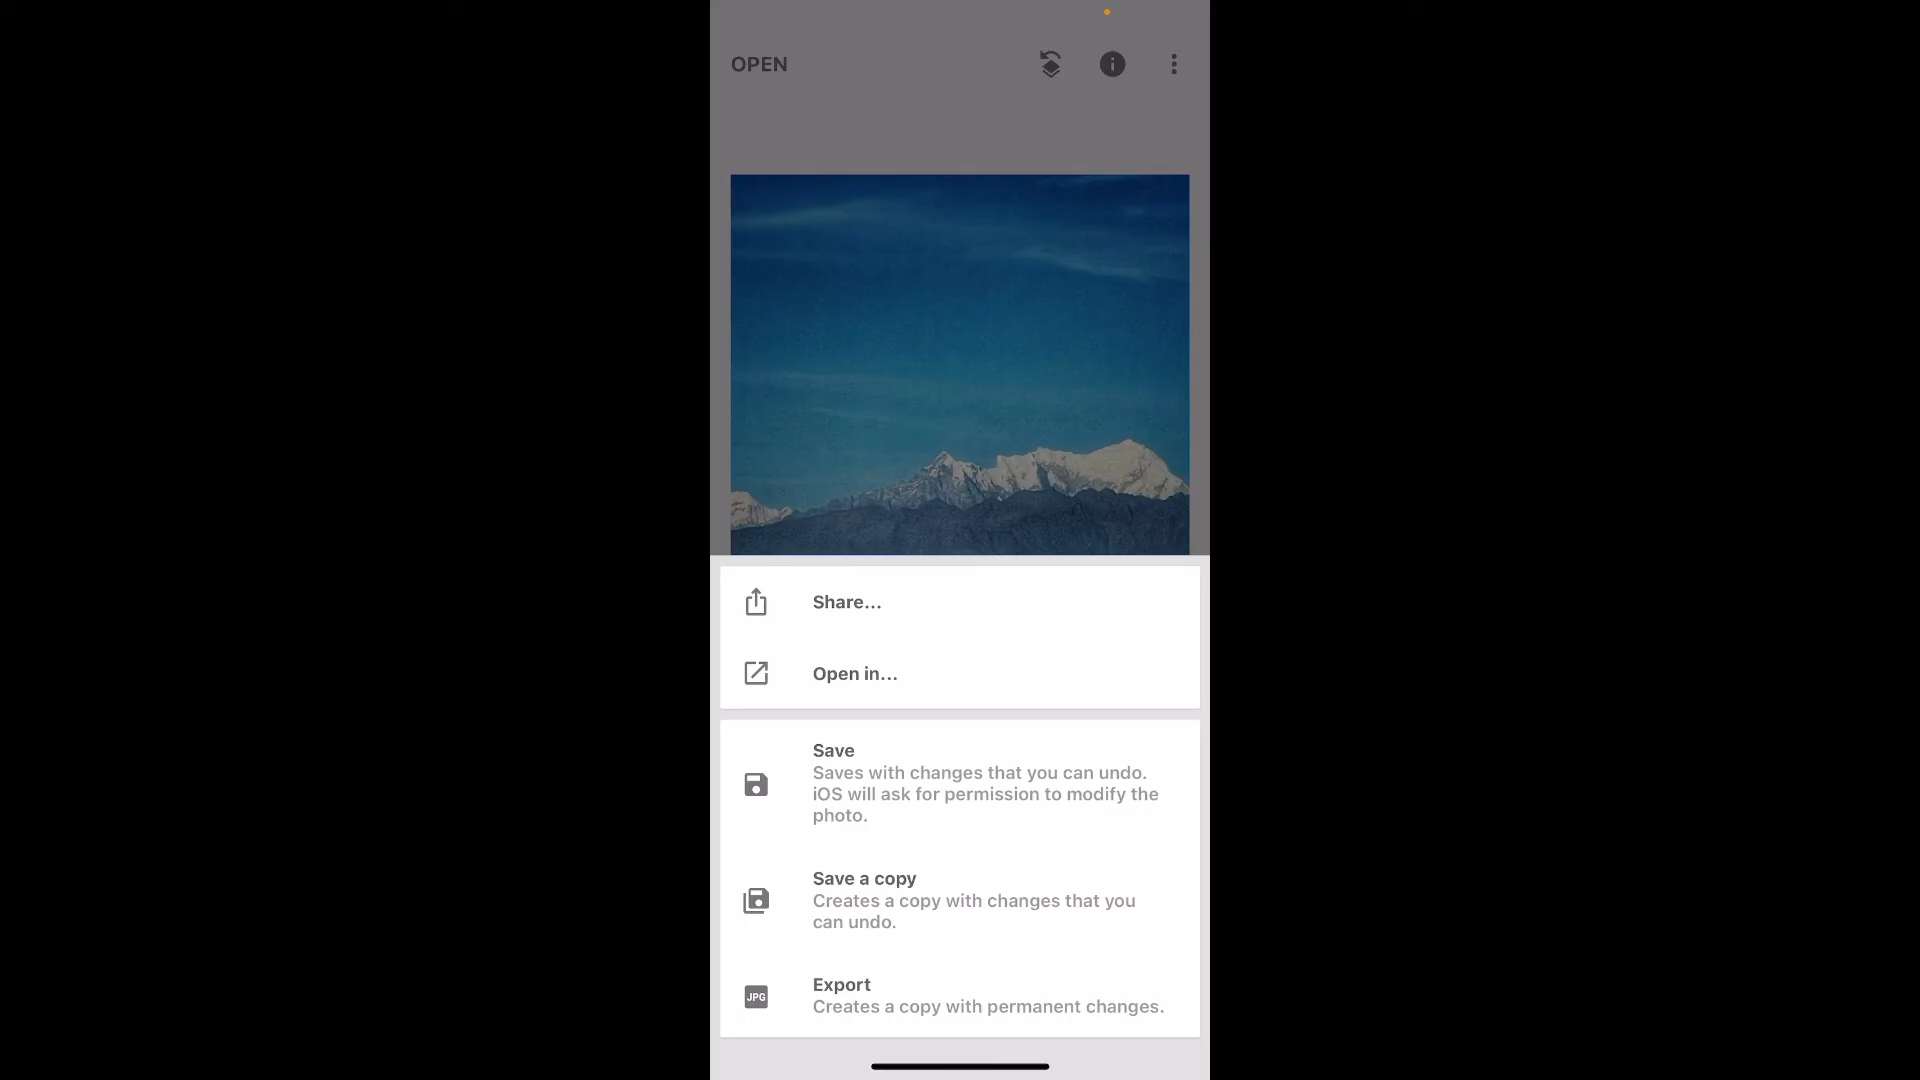 OPEN
Share...
Open in...
Save
Saves with changes that you can undo.
iOS will ask for permission to modify the
photo.
Save a copy
Creates a copy with changes that you
can undo.
JPG
Export
Creates a copy with permanent changes.